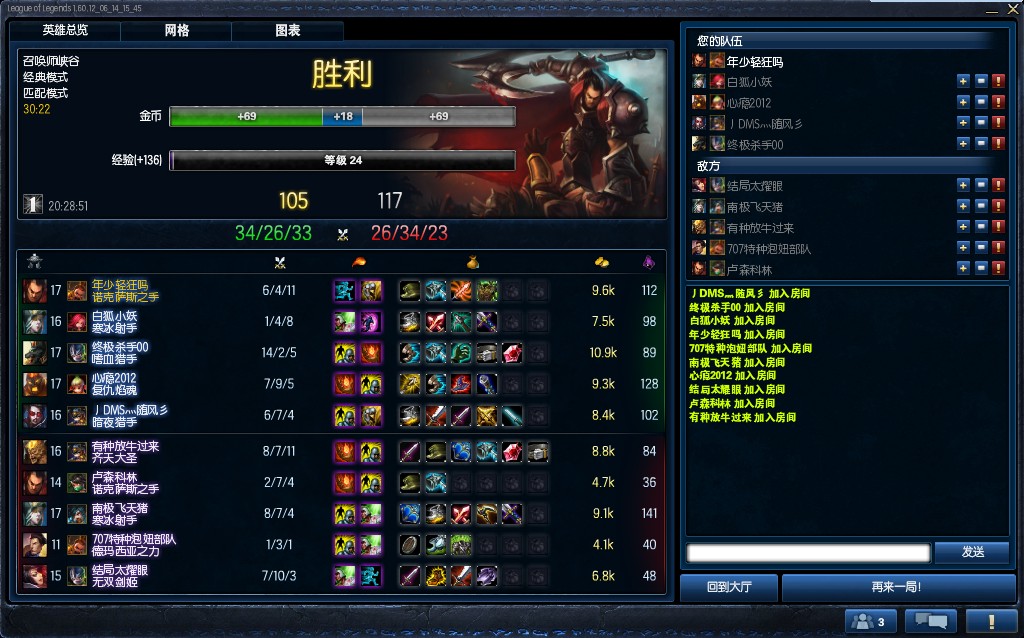 League of Legends 1.60.12_06_14_15_45
英雄总览 网格 图表
召唤师峡谷
经典模式
匹配模式
30:22
胜利
金币 +69 +18 +69
经验(+136) 等级 24
1 20:28:51
105 117
34/26/33 26/34/23
17 年少轻狂吗 6/4/11 9.6k 112
诺克萨斯之手
16 白狐小妖 1/4/8 7.5k 98
寒冰射手
17 终极杀手00 14/2/5 10.9k 89
嗜血猎手
17 心瘾2012 7/9/5 9.3k 128
复仇焰魂
16 丿DMS灬随风彡 6/7/4 8.4k 102
暗夜猎手
16 有种放牛过来 8/7/11 8.8k 84
齐天大圣
14 卢森科林 2/7/4 4.7k 36
诺克萨斯之手
17 南极飞天猪 8/7/4 9.1k 141
寒冰射手
11 707特种泡妞部队 1/3/1 4.1k 40
德玛西亚之力
15 结局太耀眼 7/10/3 6.8k 48
无双剑姬
您的队伍
年少轻狂吗
白狐小妖
心瘾2012
丿DMS灬随风彡
终极杀手00
敌方
结局太耀眼
南极飞天猪
有种放牛过来
707特种泡妞部队
卢森科林
丿DMS灬随风彡 加入房间
终极杀手00 加入房间
白狐小妖 加入房间
年少轻狂吗 加入房间
707特种泡妞部队 加入房间
南极飞天猪 加入房间
心瘾2012 加入房间
结局太耀眼 加入房间
卢森科林 加入房间
有种放牛过来 加入房间
发送
回到大厅 再来一局!
3